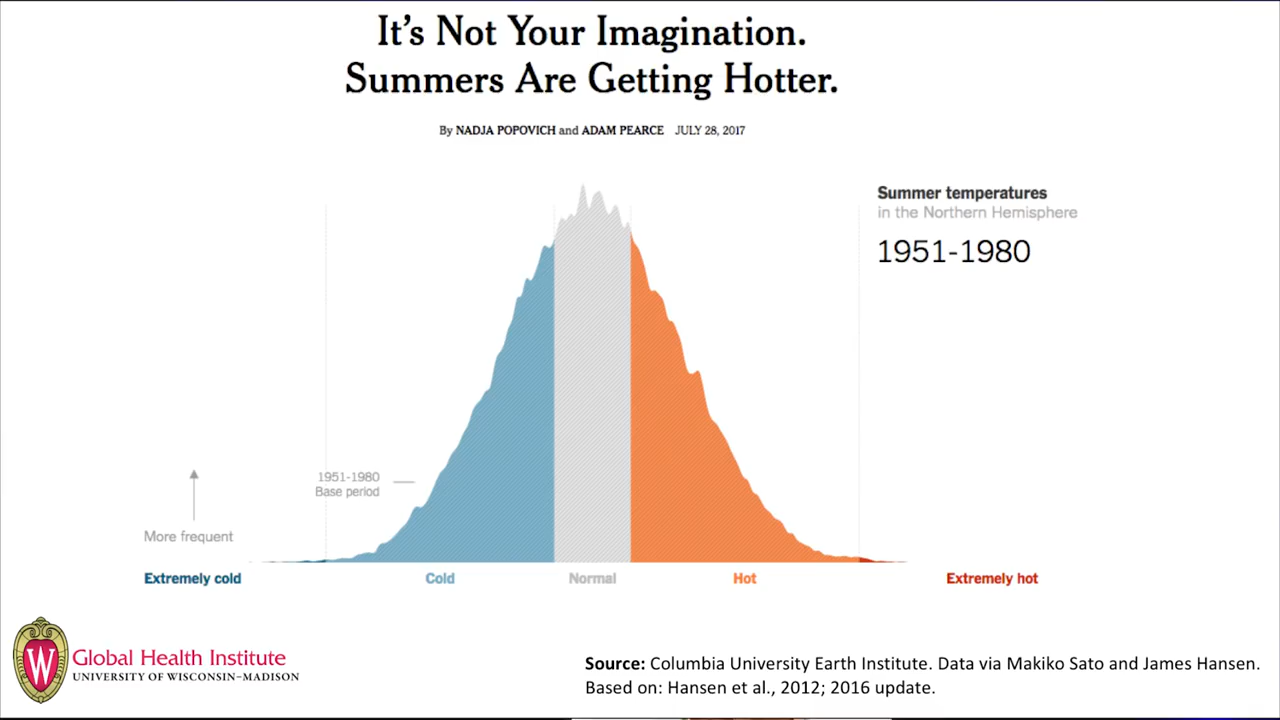 It’s Not Your Imagination.
Summers Are Getting Hotter.
By NADJA POPOVICH and ADAM PEARCE JULY 28, 2017
Summer temperatures
in the Northern Hemisphere
1951-1980
1951-1980
Base period
More frequent
Extremely cold
Cold
Normal
Hot
Extremely hot
W
Global Health Institute
UNIVERSITY OF WISCONSIN–MADISON
Source: Columbia University Earth Institute. Data via Makiko Sato and James Hansen.
Based on: Hansen et al., 2012; 2016 update.